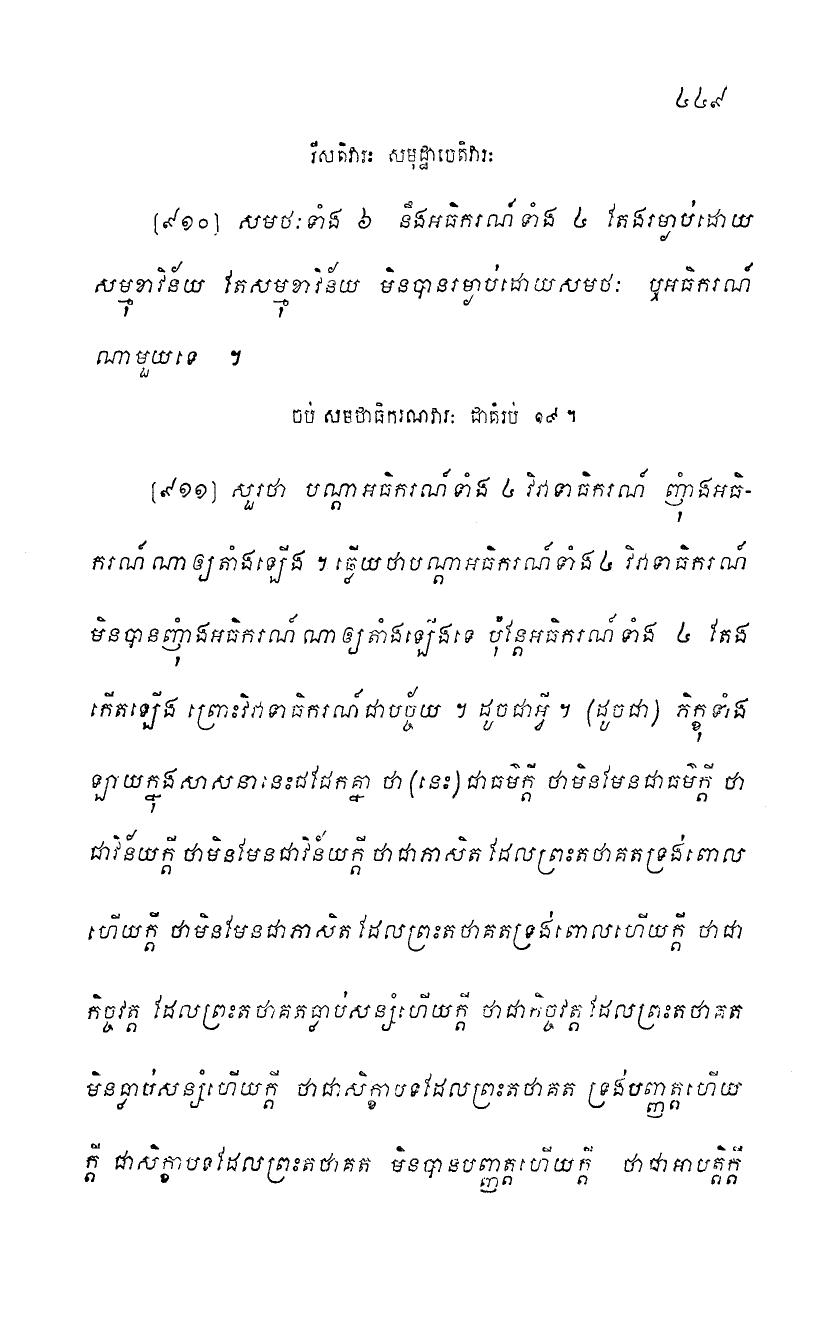 ៤៤៩
វីសតិវារះ សមុដ្ឋាបេតិវារៈ
(៩១០) សមថៈទាំង ៦ នឹងអធិករណ៍ទាំង ៤ តែងរម្ងាប់ដោយ
សម្មុខាវិន័យ តែសម្មុខាវិន័យ មិនបានរម្ងាប់ដោយសមថៈ ឬអធិករណ៍
ណាមួយទេ ។
ចប់ សមថាធិករណវារៈ ជាគំរប់ ១៩ ។
(៩១១) សួរថា បណ្តាអធិករណ៍ទាំង ៤ វិវាទាធិករណ៍ ញុំាងអធិ-
ករណ៍ណាឲ្យតាំងឡើង ។ ឆ្លើយថាបណ្តាអធិករណ៍ទាំង៤ វិវាទាធិករណ៍
មិនបានញុំាងអធិករណ៍ណាឲ្យតាំងឡើងទេ ប៉ុន្តែអធិករណ៍ទាំង ៤ តែង
កើតឡើង ព្រោះវិវាទាធិករណ៍ជាបច្ច័យ ។ ដូចជាអ្វី ។ (ដូចជា) ភិក្ខុទាំង
ឡាយក្នុងសាសនានេះជជែកគ្នា ថា (នេះ) ជាធម៌ក្តី ថាមិនមែនជាធម៌ក្តី ថា
ជាវិន័យក្តី ថាមិនមែនជាវិន័យក្តី ថាជាភាសិត ដែលព្រះតថាគតទ្រង់ពោល
ហើយក្តី ថាមិនមែនជាភាសិត ដែលព្រះតថាគតទ្រង់ពោលហើយក្តី ថាជា
កិច្ចវត្ត ដែលព្រះតថាគតធ្លាប់សន្សំហើយក្តី ថាជាកិច្ចវត្ត ដែលព្រះតថាគត
មិនធ្លាប់សន្សំហើយក្តី ថាជាសិក្ខាបទដែលព្រះតថាគត ទ្រង់បញ្ញត្តហើយ
ក្តី ជាសិក្ខាបទដែលព្រះតថាគត មិនបានបញ្ញត្តហើយក្តី ថាជាអាបត្តិក្តី